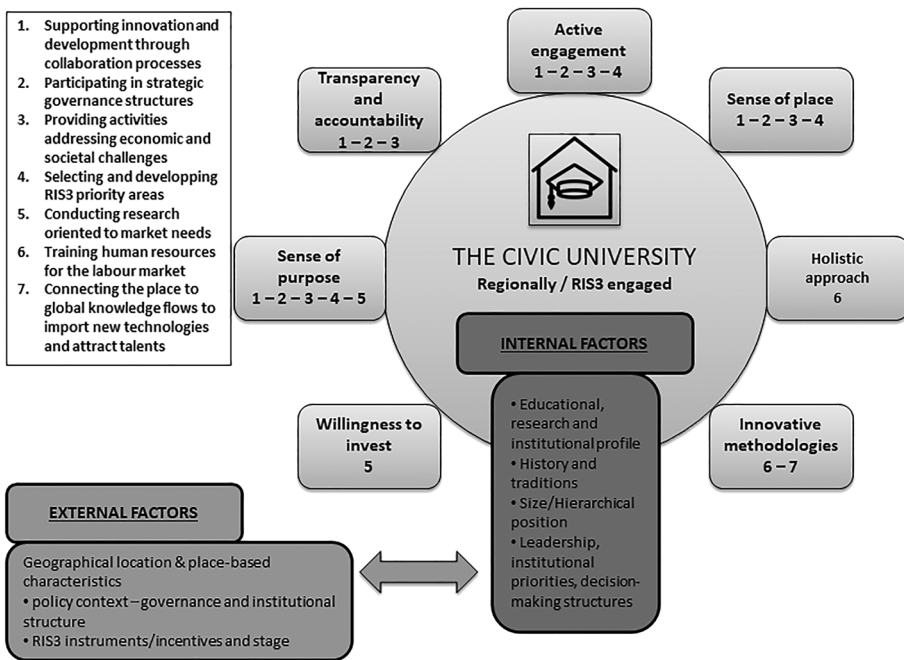 1. Supporting innovation and
development through
collaboration processes
2. Participating in strategic
governance structures
3. Providing activities
addressing economic and
societal challenges
4. Selecting and developping
RIS3 priority areas
5. Conducting research
oriented to market needs
6. Training human resources
for the labour market
7. Connecting the place to
global knowledge flows to
import new technologies
and attract talents
Active
engagement
1 – 2 – 3 – 4
Transparency
and
accountability
1 – 2 – 3
Sense of place
1 – 2 – 3 – 4
Sense of
purpose
1 – 2 – 3 – 4 – 5
THE CIVIC UNIVERSITY
Regionally / RIS3 engaged
Holistic
approach
6
Willingness to
invest
5
Innovative
methodologies
6 – 7
INTERNAL FACTORS
• Educational,
research and
institutional profile
• History and
traditions
• Size/Hierarchical
position
• Leadership,
institutional
priorities, decision-
making structures
EXTERNAL FACTORS
Geographical location & place-based
characteristics
• policy context – governance and institutional
structure
• RIS3 instruments/incentives and stage